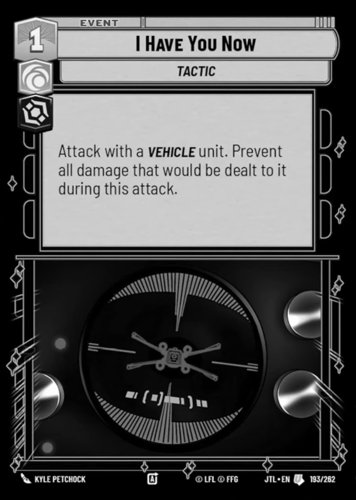 EVENT
1
I HAVE YOU NOW
TACTIC
Attack with a VEHICLE unit. Prevent
all damage that would be dealt to it
during this attack.
KYLE PETCHOCK
© LFL © FFG
JTL • EN
193/262